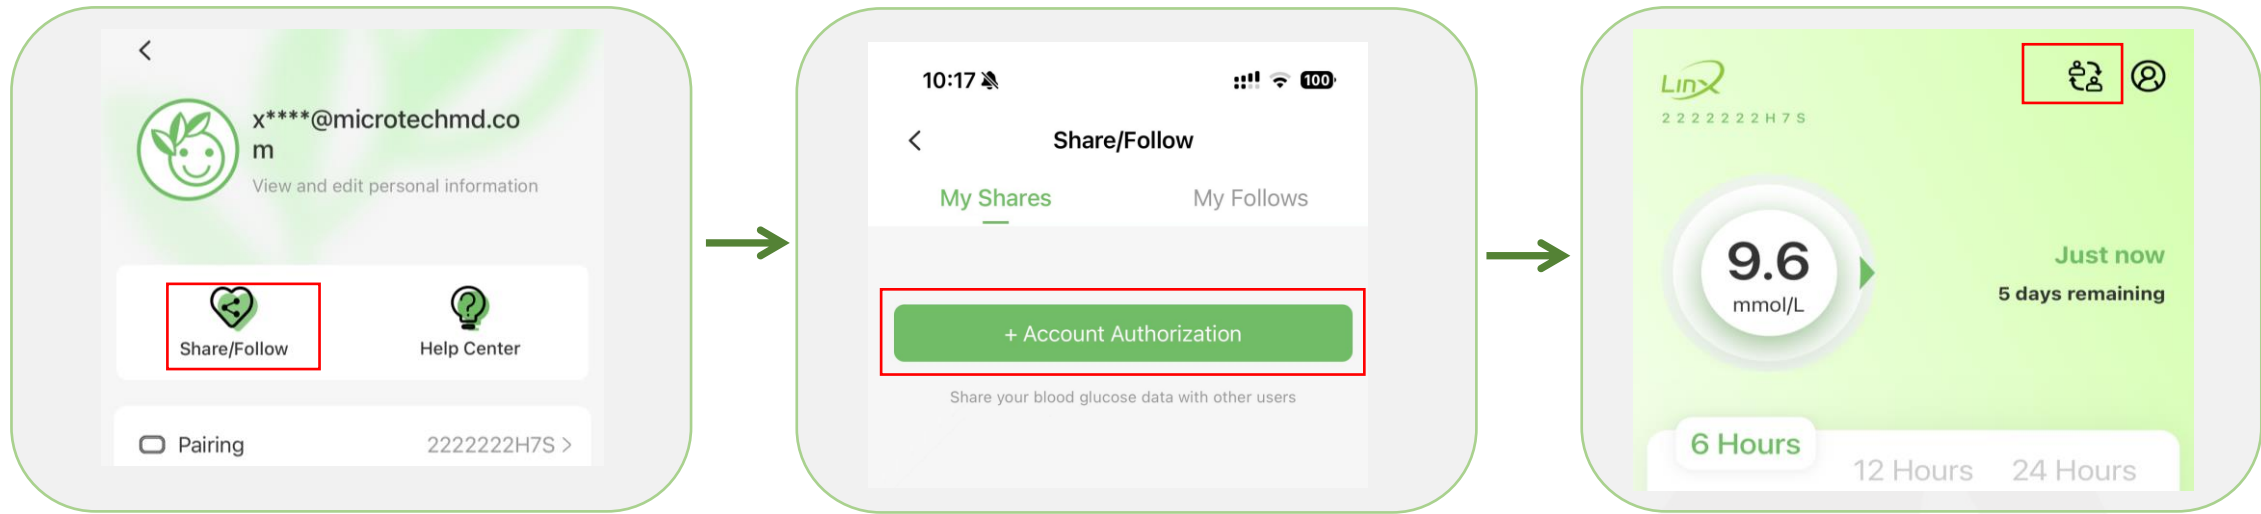 x****@microtechmd.co
m
View and edit personal information
Share/Follow
Help Center
Pairing
2222222H7S >
10:17
100
Share/Follow
My Shares
My Follows
+ Account Authorization
Share your blood glucose data with other users
LinX
2222222H7S
9.6
mmol/L
Just now
5 days remaining
6 Hours
12 Hours
24 Hours